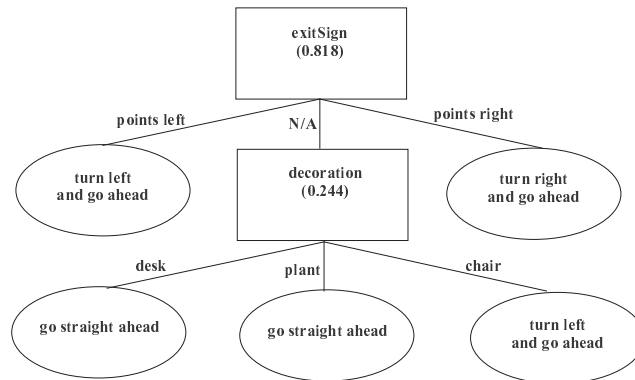 exitSign
(0.818)
points left
N/A
points right
turn left
and go ahead
decoration
(0.244)
turn right
and go ahead
desk
plant
chair
go straight ahead
go straight ahead
turn left
and go ahead